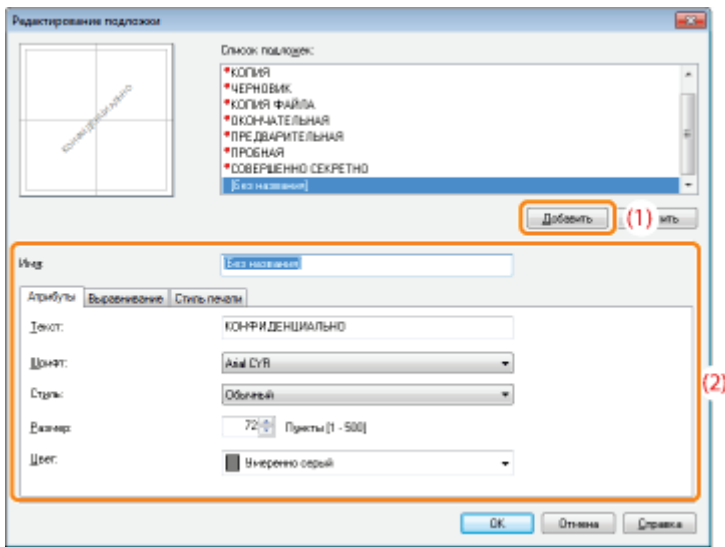 Редактирование подложки
Список подложек:
КОНФИДЕНЦИАЛЬНО
*КОПИЯ
*ЧЕРНОВИК
*КОПИЯ ФАЙЛА
*ОКОНЧАТЕЛЬНАЯ
*ПРЕДВАРИТЕЛЬНАЯ
*ПРОБНАЯ
*СОВЕРШЕННО СЕКРЕТНО
[Без названия]
Добавить (1)
Имя: [Без названия]
Атрибуты Выравнивание Стиль печати
Текст: КОНФИДЕНЦИАЛЬНО
Шрифт: Arial CYR
(2)
Стиль: Обычный
Размер: 72 Пункты [1 - 500]
Цвет: Умеренно серый
OK Отмена Справка